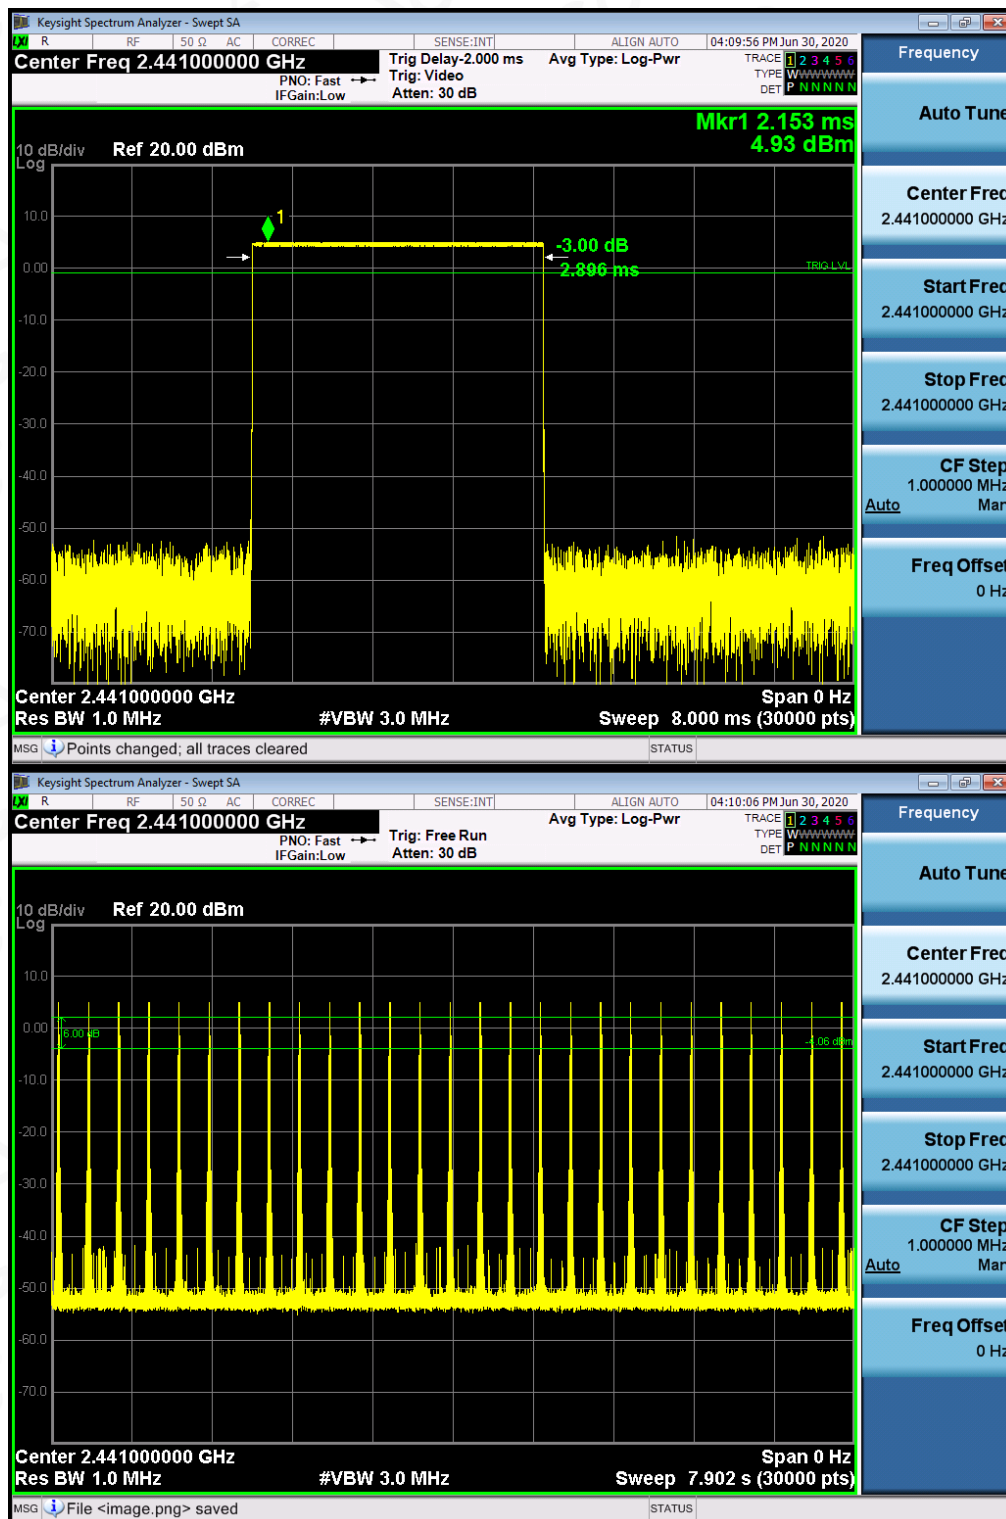 Keysight Spectrum Analyzer - Swept SA
LXI R RF 50 Ω AC CORREC SENSE:INT ALIGN AUTO 04:09:56 PM Jun 30, 2020
Center Freq 2.441000000 GHz
PNO: Fast
IFGain:Low
Trig Delay-2.000 ms
Trig: Video
Atten: 30 dB
Avg Type: Log-Pwr
TRACE 1 2 3 4 5 6
TYPE WWWWWWW
DET P N N N N N
Mkr1 2.153 ms
4.93 dBm
10 dB/div Ref 20.00 dBm
Log
10.0
0.00
-10.0
-20.0
-30.0
-40.0
-50.0
-60.0
-70.0
1
-3.00 dB
2.896 ms
TRIG LVL
Center 2.441000000 GHz Span 0 Hz
Res BW 1.0 MHz #VBW 3.0 MHz Sweep 8.000 ms (30000 pts)
MSG Points changed; all traces cleared STATUS
Frequency
Auto Tune
Center Freq
2.441000000 GHz
Start Freq
2.441000000 GHz
Stop Freq
2.441000000 GHz
CF Step
1.000000 MHz
Auto Man
Freq Offset
0 Hz
Keysight Spectrum Analyzer - Swept SA
LXI R RF 50 Ω AC CORREC SENSE:INT ALIGN AUTO 04:10:06 PM Jun 30, 2020
Center Freq 2.441000000 GHz
PNO: Fast
IFGain:Low
Trig: Free Run
Atten: 30 dB
Avg Type: Log-Pwr
TRACE 1 2 3 4 5 6
TYPE WWWWWWW
DET P N N N N N
10 dB/div Ref 20.00 dBm
Log
10.0
0.00
-10.0
-20.0
-30.0
-40.0
-50.0
-60.0
-70.0
6.00 dB
-4.06 dBm
Center 2.441000000 GHz Span 0 Hz
Res BW 1.0 MHz #VBW 3.0 MHz Sweep 7.902 s (30000 pts)
MSG File <image.png> saved STATUS
Frequency
Auto Tune
Center Freq
2.441000000 GHz
Start Freq
2.441000000 GHz
Stop Freq
2.441000000 GHz
CF Step
1.000000 MHz
Auto Man
Freq Offset
0 Hz